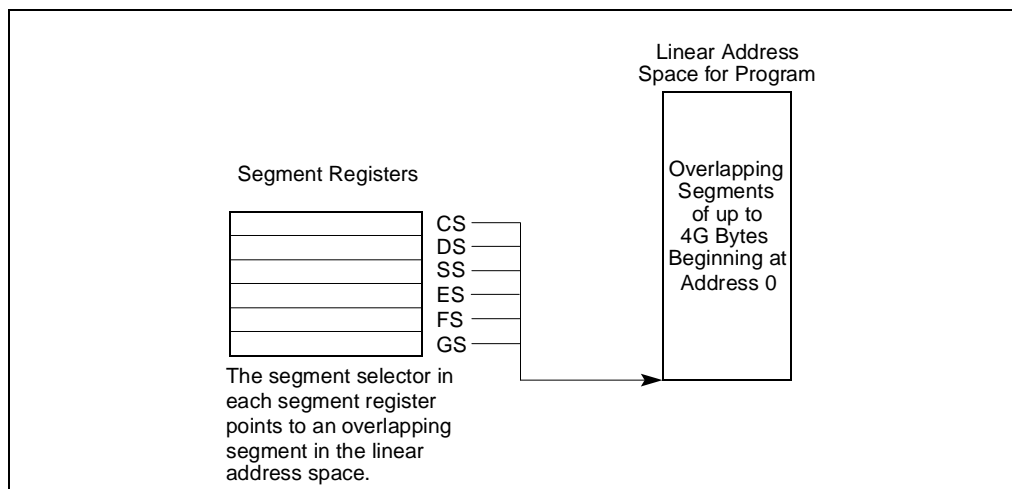 Linear Address
Space for Program
Overlapping
Segments
of up to
4G Bytes
Beginning at
Address 0
Segment Registers
CS
DS
SS
ES
FS
GS
The segment selector in
each segment register
points to an overlapping
segment in the linear
address space.